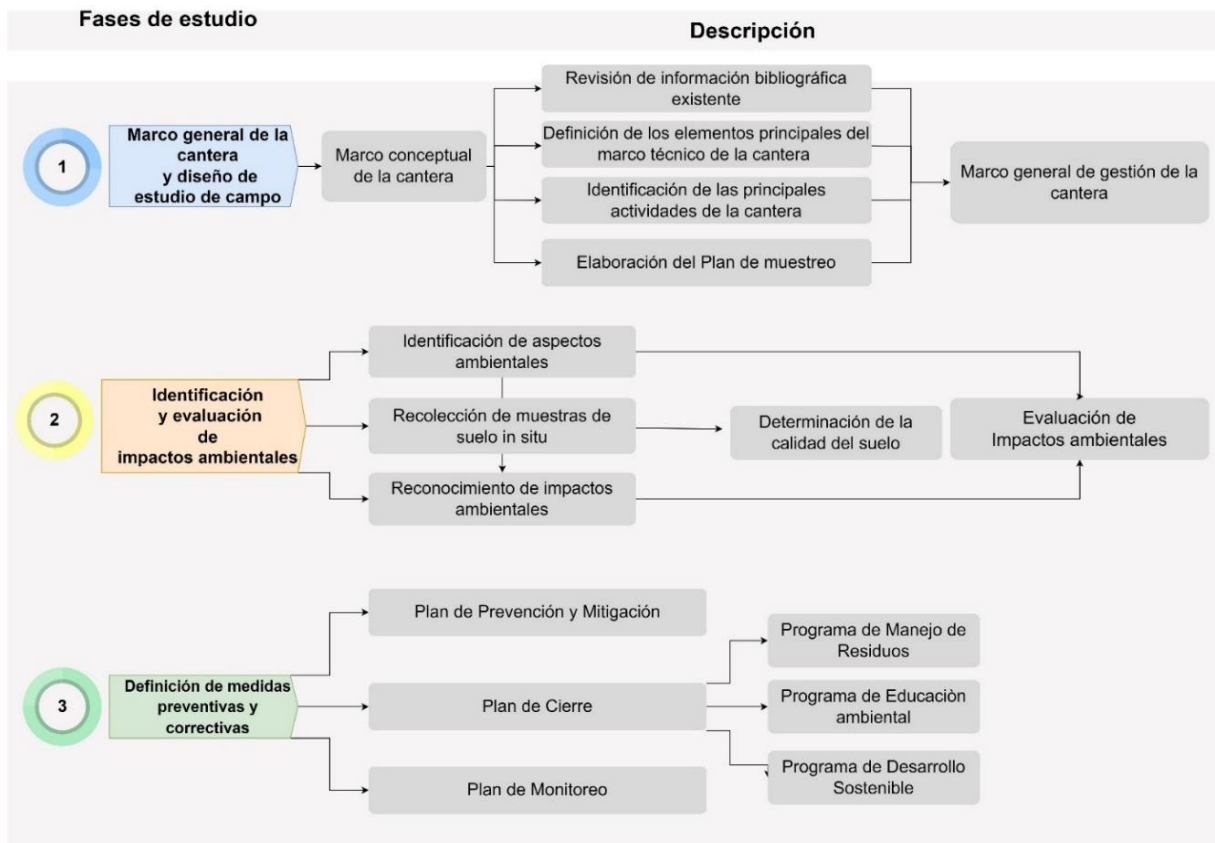 Fases de estudio
Descripción
1
Marco general de la
cantera
y diseño de
estudio de campo
Marco conceptual
de la cantera
Revisión de información bibliográfica
existente
Definición de los elementos principales del
marco técnico de la cantera
Identificación de las principales
actividades de la cantera
Elaboración del Plan de muestreo
Marco general de gestión de la
cantera
2
Identificación
y evaluación
de
impactos ambientales
Identificación de aspectos
ambientales
Recolección de muestras de
suelo in situ
Reconocimiento de impactos
ambientales
Determinación de la
calidad del suelo
Evaluación de
Impactos ambientales
3
Definición de medidas
preventivas y
correctivas
Plan de Prevención y Mitigación
Plan de Cierre
Plan de Monitoreo
Programa de Manejo de
Residuos
Programa de Educaciòn
ambiental
Programa de Desarrollo
Sostenible